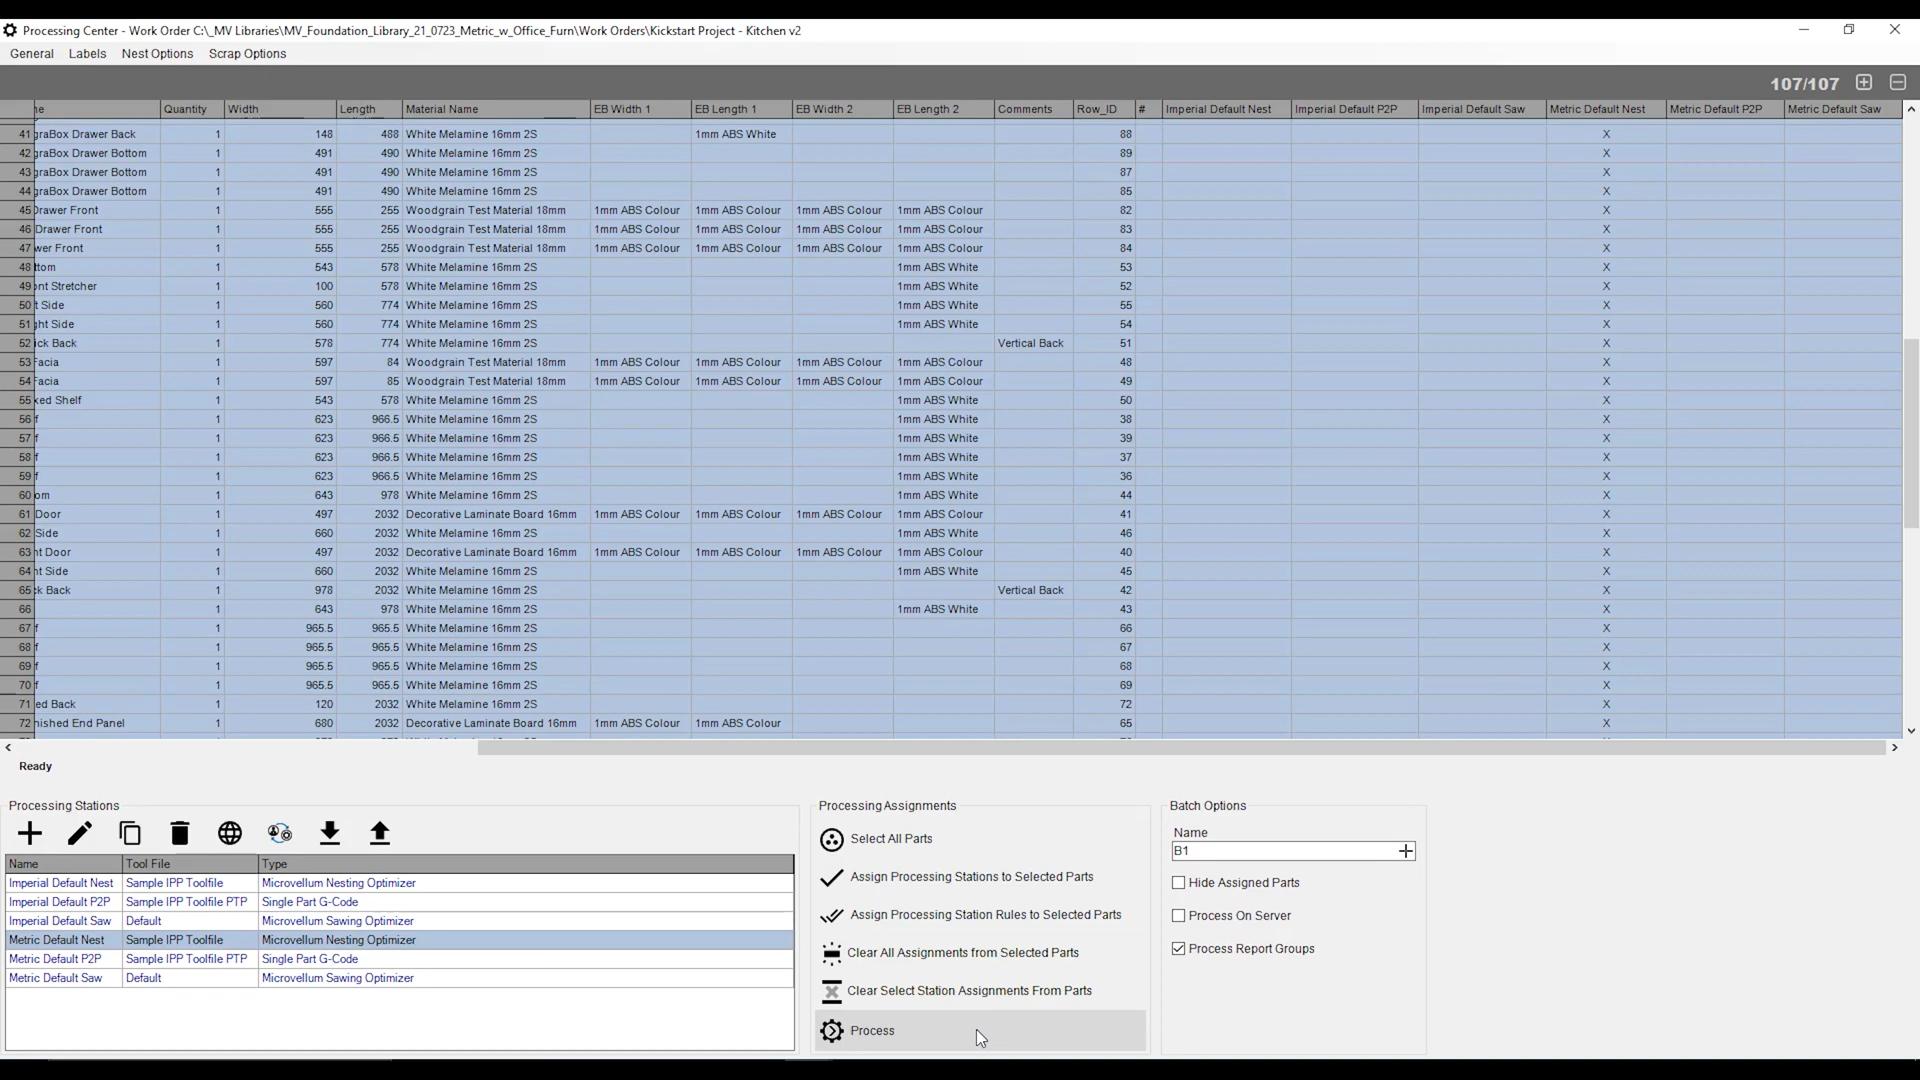 Processing Center - Work Order C:\_MV Libraries\MV_Foundation_Library_21_0723_Metric_w_Office_Furn\Work Orders\Kickstart Project - Kitchen v2
General Labels Nest Options Scrap Options
107/107
ne Quantity Width Length Material Name EB Width 1 EB Length 1 EB Width 2 EB Length 2 Comments Row_ID # Imperial Default Nest Imperial Default P2P Imperial Default Saw Metric Default Nest Metric Default P2P Metric Default Saw
41 graBox Drawer Back 1 148 488 White Melamine 16mm 2S 1mm ABS White 88 X
42 graBox Drawer Bottom 1 491 490 White Melamine 16mm 2S 89 X
43 graBox Drawer Bottom 1 491 490 White Melamine 16mm 2S 87 X
44 graBox Drawer Bottom 1 491 490 White Melamine 16mm 2S 85 X
45 Drawer Front 1 555 255 Woodgrain Test Material 18mm 1mm ABS Colour 1mm ABS Colour 1mm ABS Colour 1mm ABS Colour 82 X
46 Drawer Front 1 555 255 Woodgrain Test Material 18mm 1mm ABS Colour 1mm ABS Colour 1mm ABS Colour 1mm ABS Colour 83 X
47 wer Front 1 555 255 Woodgrain Test Material 18mm 1mm ABS Colour 1mm ABS Colour 1mm ABS Colour 1mm ABS Colour 84 X
48 ttom 1 543 578 White Melamine 16mm 2S 1mm ABS White 53 X
49 ont Stretcher 1 100 578 White Melamine 16mm 2S 1mm ABS White 52 X
50 t Side 1 560 774 White Melamine 16mm 2S 1mm ABS White 55 X
51 ght Side 1 560 774 White Melamine 16mm 2S 1mm ABS White 54 X
52 ick Back 1 578 774 White Melamine 16mm 2S Vertical Back 51 X
53 Facia 1 597 84 Woodgrain Test Material 18mm 1mm ABS Colour 1mm ABS Colour 1mm ABS Colour 1mm ABS Colour 48 X
54 Facia 1 597 85 Woodgrain Test Material 18mm 1mm ABS Colour 1mm ABS Colour 1mm ABS Colour 1mm ABS Colour 49 X
55 xed Shelf 1 543 578 White Melamine 16mm 2S 1mm ABS White 50 X
56 f 1 623 966.5 White Melamine 16mm 2S 1mm ABS White 38 X
57 f 1 623 966.5 White Melamine 16mm 2S 1mm ABS White 39 X
58 f 1 623 966.5 White Melamine 16mm 2S 1mm ABS White 37 X
59 f 1 623 966.5 White Melamine 16mm 2S 1mm ABS White 36 X
60 om 1 643 978 White Melamine 16mm 2S 1mm ABS White 44 X
61 Door 1 497 2032 Decorative Laminate Board 16mm 1mm ABS Colour 1mm ABS Colour 1mm ABS Colour 1mm ABS Colour 41 X
62 Side 1 660 2032 White Melamine 16mm 2S 1mm ABS White 46 X
63 ht Door 1 497 2032 Decorative Laminate Board 16mm 1mm ABS Colour 1mm ABS Colour 1mm ABS Colour 1mm ABS Colour 40 X
64 ht Side 1 660 2032 White Melamine 16mm 2S 1mm ABS White 45 X
65 ck Back 1 978 2032 White Melamine 16mm 2S Vertical Back 42 X
66 1 643 978 White Melamine 16mm 2S 1mm ABS White 43 X
67 f 1 965.5 965.5 White Melamine 16mm 2S 66 X
68 f 1 965.5 965.5 White Melamine 16mm 2S 67 X
69 f 1 965.5 965.5 White Melamine 16mm 2S 68 X
70 f 1 965.5 965.5 White Melamine 16mm 2S 69 X
71 ed Back 1 120 2032 White Melamine 16mm 2S 72 X
72 nished End Panel 1 680 2032 Decorative Laminate Board 16mm 1mm ABS Colour 1mm ABS Colour 65 X
Ready
Processing Stations
Name Tool File Type
Imperial Default Nest Sample IPP Toolfile Microvellum Nesting Optimizer
Imperial Default P2P Sample IPP Toolfile PTP Single Part G-Code
Imperial Default Saw Default Microvellum Sawing Optimizer
Metric Default Nest Sample IPP Toolfile Microvellum Nesting Optimizer
Metric Default P2P Sample IPP Toolfile PTP Single Part G-Code
Metric Default Saw Default Microvellum Sawing Optimizer
Processing Assignments
Select All Parts
Assign Processing Stations to Selected Parts
Assign Processing Station Rules to Selected Parts
Clear All Assignments from Selected Parts
Clear Select Station Assignments From Parts
Process
Batch Options
Name
B1
Hide Assigned Parts
Process On Server
Process Report Groups